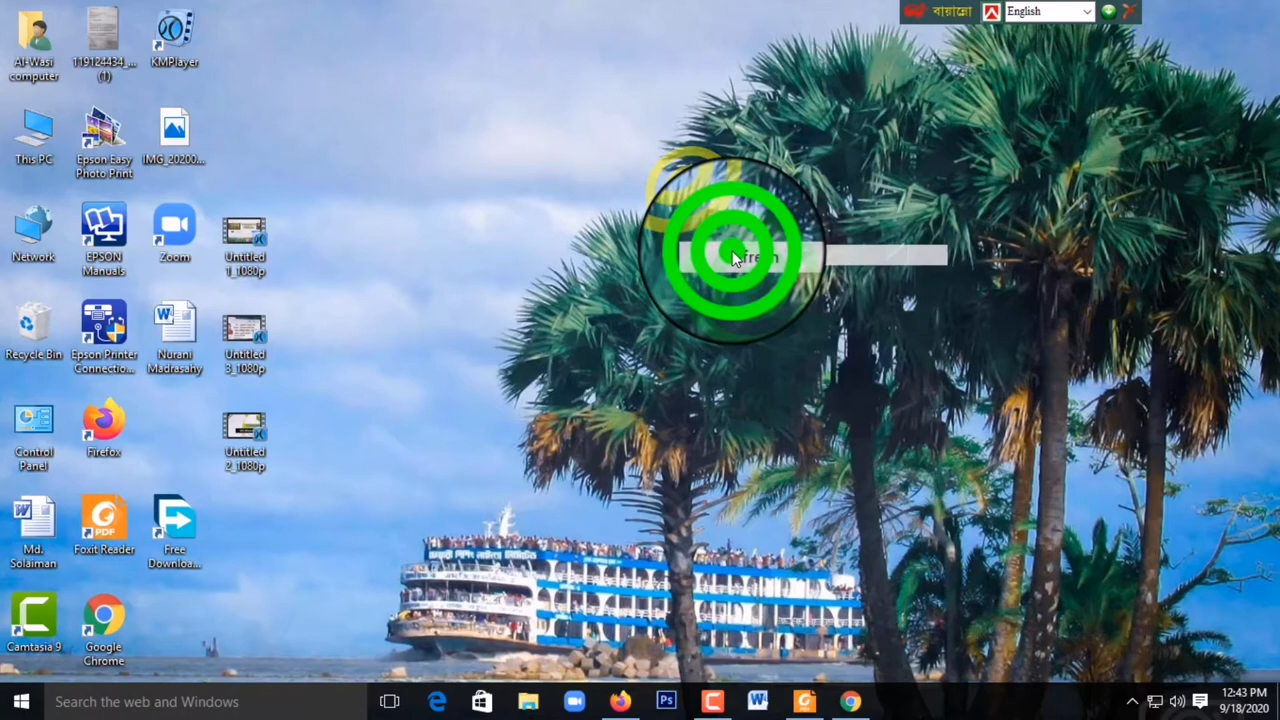 বায়ান্নো
English
Al-Wasi
computer
119124434_...
(1)
KMPlayer
This PC
Epson Easy
Photo Print
IMG_20200...
Network
EPSON
Manuals
Zoom
Untitled
1_1080p
Recycle Bin
Epson Printer
Connectio...
Nurani
Madrasahy
Untitled
3_1080p
Control
Panel
Firefox
Untitled
2_1080p
Md.
Solaiman
PDF
Foxit Reader
Free
Downloa...
Camtasia 9
Google
Chrome
Search the web and Windows
Ps
12:43 PM
9/18/2020